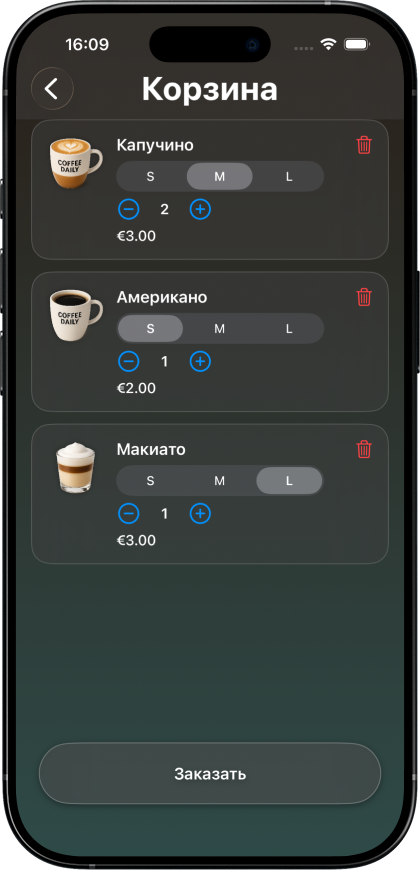 16:09
Корзина
COFFEE
DAILY
Капучино
S M L
2
€3.00
COFFEE
DAILY
Американо
S M L
1
€2.00
Макиато
S M L
1
€3.00
Заказать